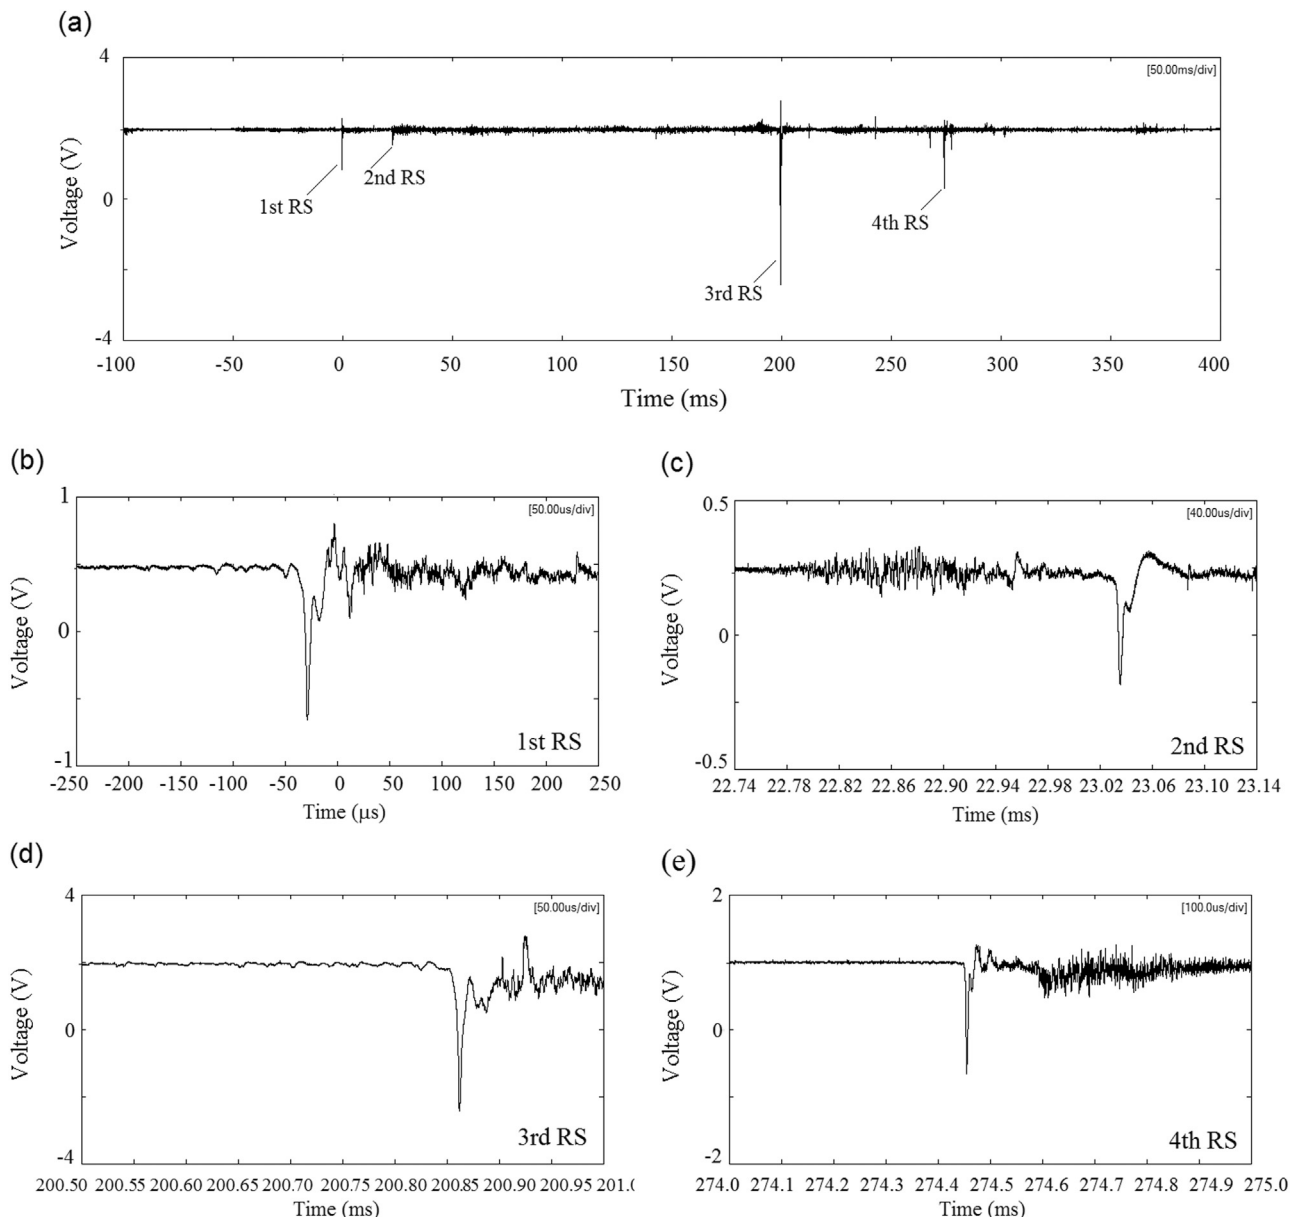 (a)
4
[50.00ms/div]
Voltage (V)
1st RS
2nd RS
0
4th RS
3rd RS
-4
-100 -50 0 50 100 150 200 250 300 350 400
Time (ms)
(b)
1
[50.00us/div]
Voltage (V)
0
1st RS
-1
-250 -200 -150 -100 -50 0 50 100 150 200 250
Time (μs)
(c)
0.5
[40.00us/div]
Voltage (V)
0
2nd RS
-0.5
22.74 22.78 22.82 22.86 22.90 22.94 22.98 23.02 23.06 23.10 23.14
Time (ms)
(d)
4
[50.00us/div]
2
Voltage (V)
0
3rd RS
-4
200.50 200.55 200.60 200.65 200.70 200.75 200.80 200.85 200.90 200.95 201.0
Time (ms)
(e)
2
[100.0us/div]
Voltage (V)
0
4th RS
-2
274.0 274.1 274.2 274.3 274.4 274.5 274.6 274.7 274.8 274.9 275.0
Time (ms)